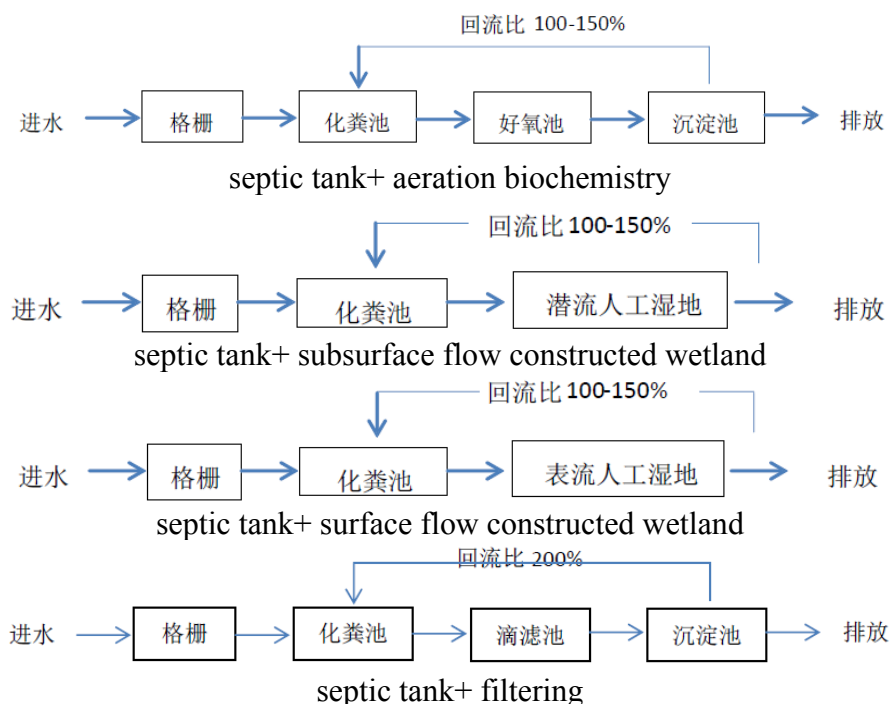 回流比 100-150%
进水 格栅 化粪池 好氧池 沉淀池 排放
septic tank+ aeration biochemistry
回流比 100-150%
进水 格栅 化粪池 潜流人工湿地 排放
septic tank+ subsurface flow constructed wetland
回流比 100-150%
进水 格栅 化粪池 表流人工湿地 排放
septic tank+ surface flow constructed wetland
回流比 200%
进水 格栅 化粪池 滴滤池 沉淀池 排放
septic tank+ filtering